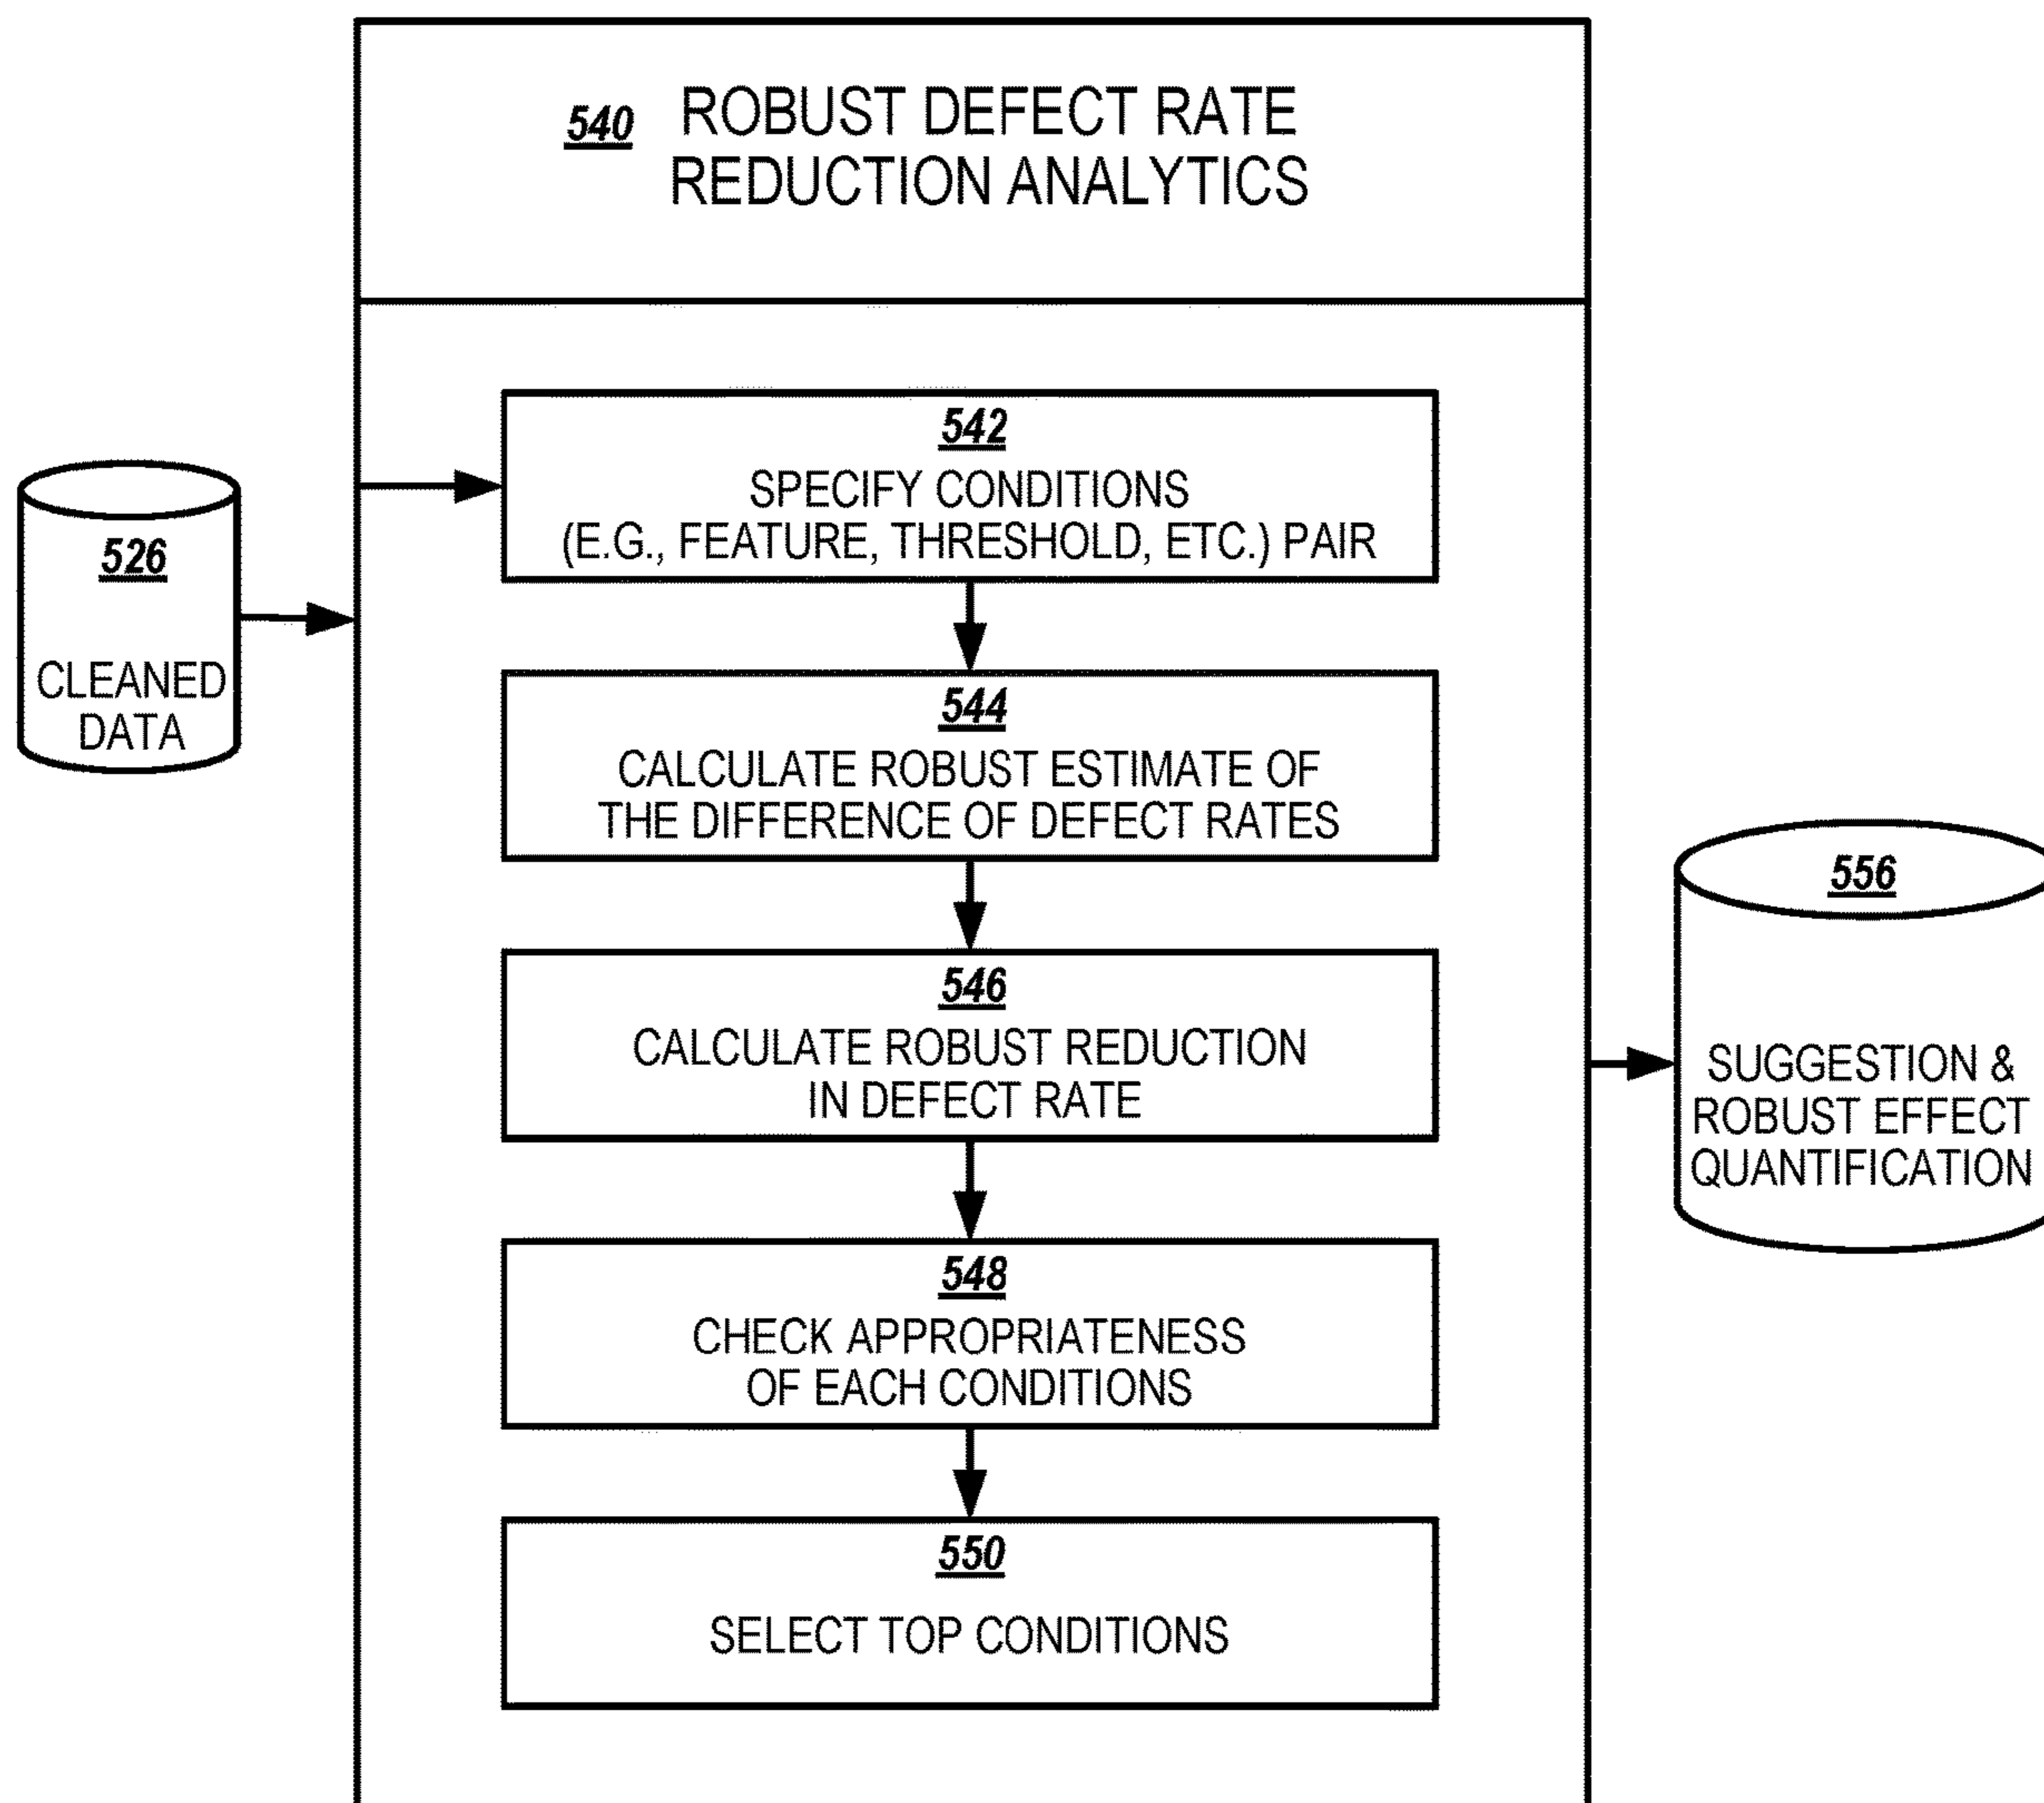 540 ROBUST DEFECT RATE
REDUCTION ANALYTICS
542
SPECIFY CONDITIONS
(E.G., FEATURE, THRESHOLD, ETC.) PAIR
526
CLEANED
DATA
544
CALCULATE ROBUST ESTIMATE OF
THE DIFFERENCE OF DEFECT RATES
546
CALCULATE ROBUST REDUCTION
IN DEFECT RATE
548
CHECK APPROPRIATENESS
OF EACH CONDITIONS
550
SELECT TOP CONDITIONS
556
SUGGESTION &
ROBUST EFFECT
QUANTIFICATION